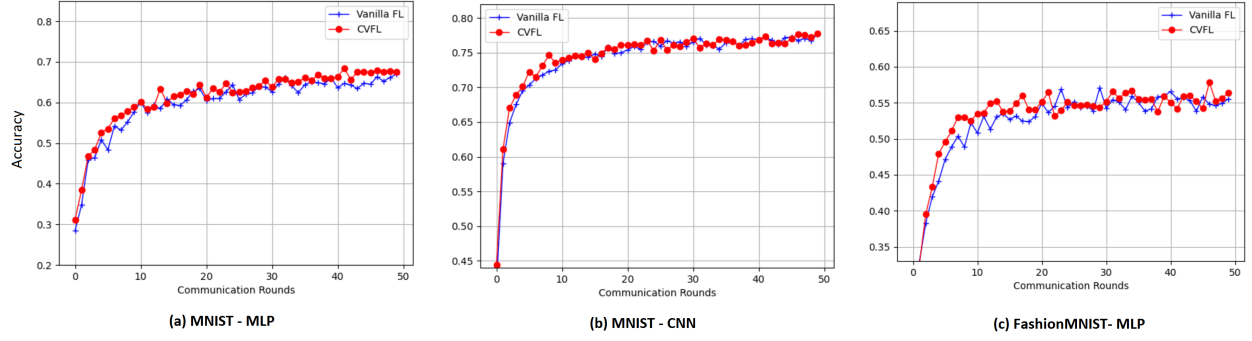 Accuracy
0.8
0.7
0.6
0.5
0.4
0.3
0.2
0 10 20 30 40 50
Communication Rounds
Vanilla FL
CVFL
(a) MNIST - MLP
0.80
0.75
0.70
0.65
0.60
0.55
0.50
0.45
0 10 20 30 40 50
Communication Rounds
Vanilla FL
CVFL
(b) MNIST - CNN
0.65
0.60
0.55
0.50
0.45
0.40
0.35
0 10 20 30 40 50
Communication Rounds
Vanilla FL
CVFL
(c) FashionMNIST- MLP